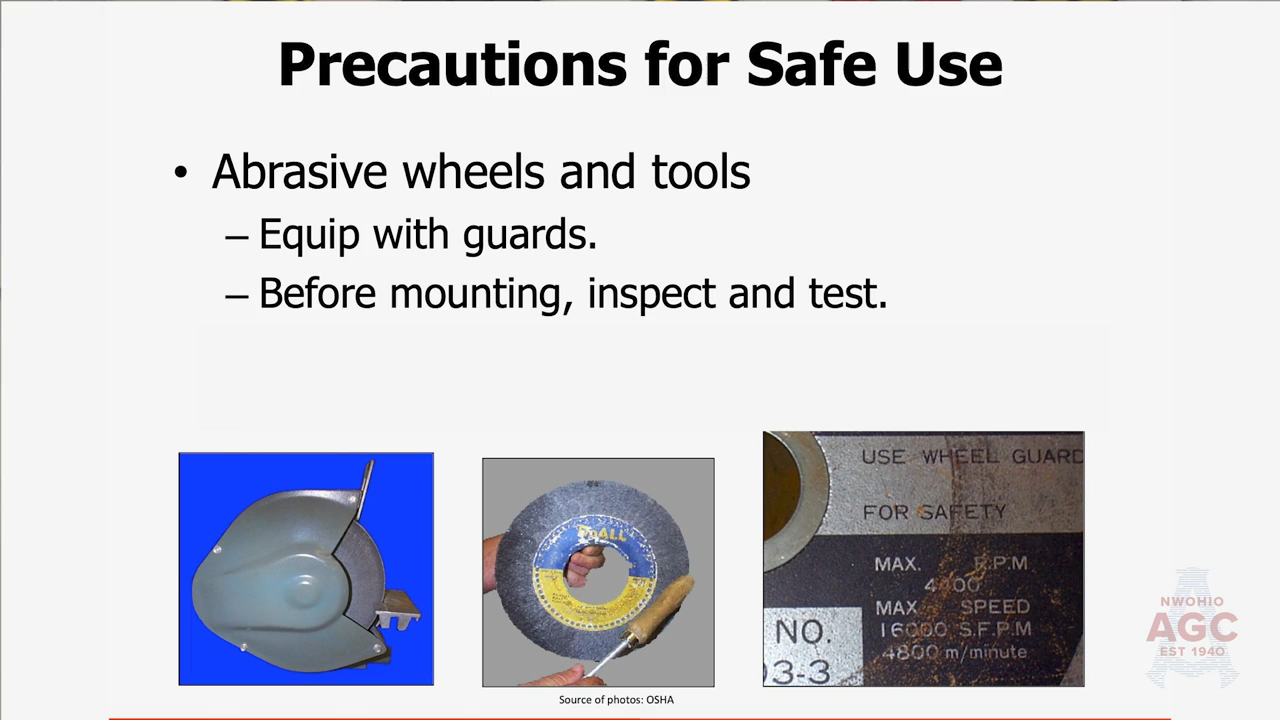 Precautions for Safe Use
• Abrasive wheels and tools
– Equip with guards.
– Before mounting, inspect and test.
USE WHEEL GUARD
FOR SAFETY
MAX. R.P.M
MAX SPEED
16000 S.F.P.M
4800 m/minute
NO.
3-3
Source of photos: OSHA
NWOHIO
AGC
EST 1940